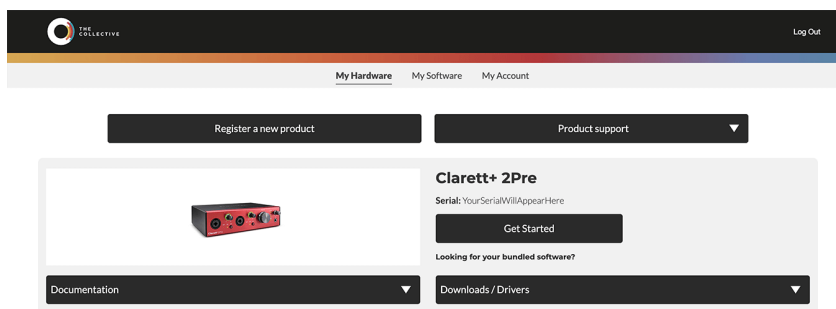 THE
COLLECTIVE
Log Out
My Hardware My Software My Account
Register a new product
Product support
Clarett+ 2Pre
Serial: YourSerialWillAppearHere
Get Started
Looking for your bundled software?
Documentation
Downloads / Drivers